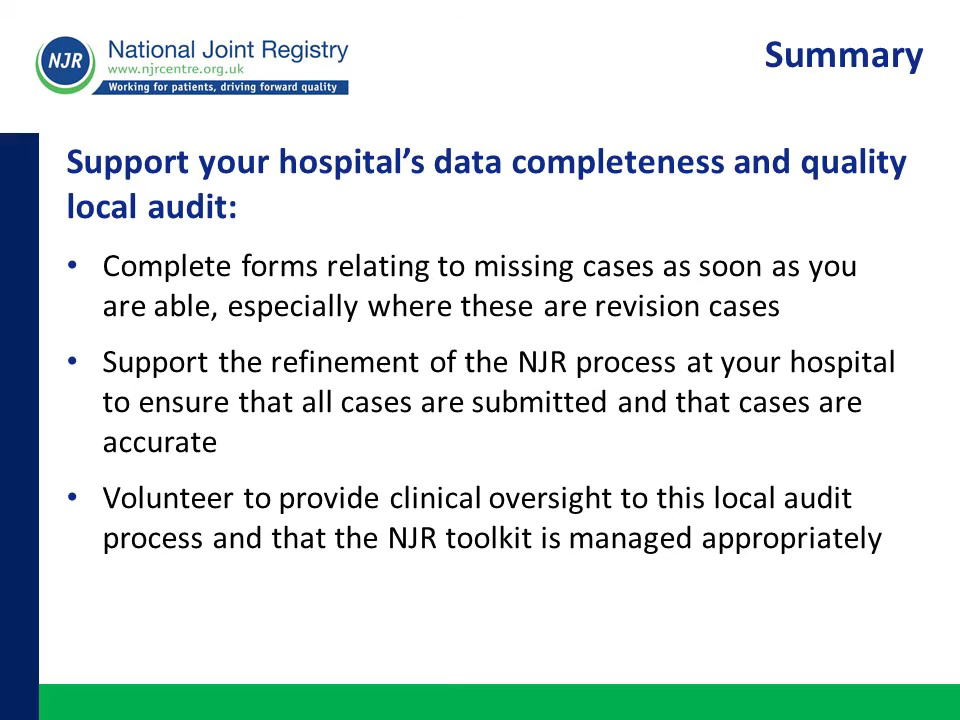 NJR
National Joint Registry
www.njrcentre.org.uk
Working for patients, driving forward quality
Summary
Support your hospital’s data completeness and quality
local audit:
• Complete forms relating to missing cases as soon as you
are able, especially where these are revision cases
• Support the refinement of the NJR process at your hospital
to ensure that all cases are submitted and that cases are
accurate
• Volunteer to provide clinical oversight to this local audit
process and that the NJR toolkit is managed appropriately